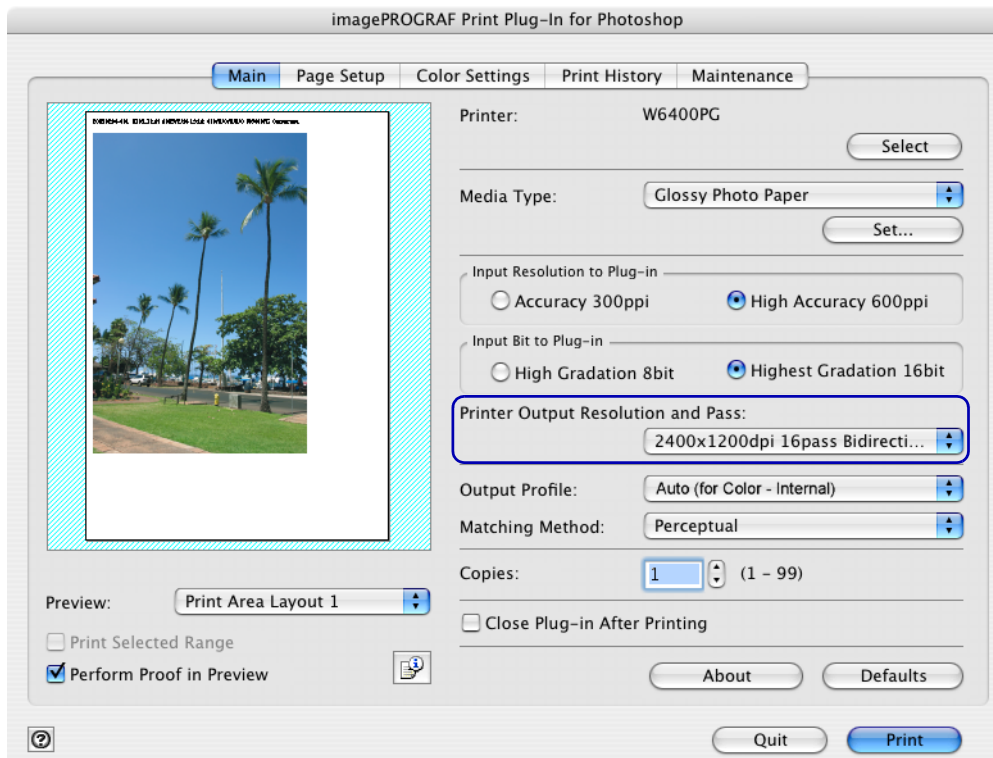 imagePROGRAF Print Plug-In for Photoshop
Main Page Setup Color Settings Print History Maintenance
Printer: W6400PG
Select
Media Type: Glossy Photo Paper
Set...
Input Resolution to Plug-in
Accuracy 300ppi High Accuracy 600ppi
Input Bit to Plug-in
High Gradation 8bit Highest Gradation 16bit
Printer Output Resolution and Pass:
2400x1200dpi 16pass Bidirecti...
Output Profile: Auto (for Color - Internal)
Matching Method: Perceptual
Copies: 1 (1 - 99)
Close Plug-in After Printing
Preview: Print Area Layout 1
Print Selected Range
Perform Proof in Preview
About Defaults
?
Quit Print